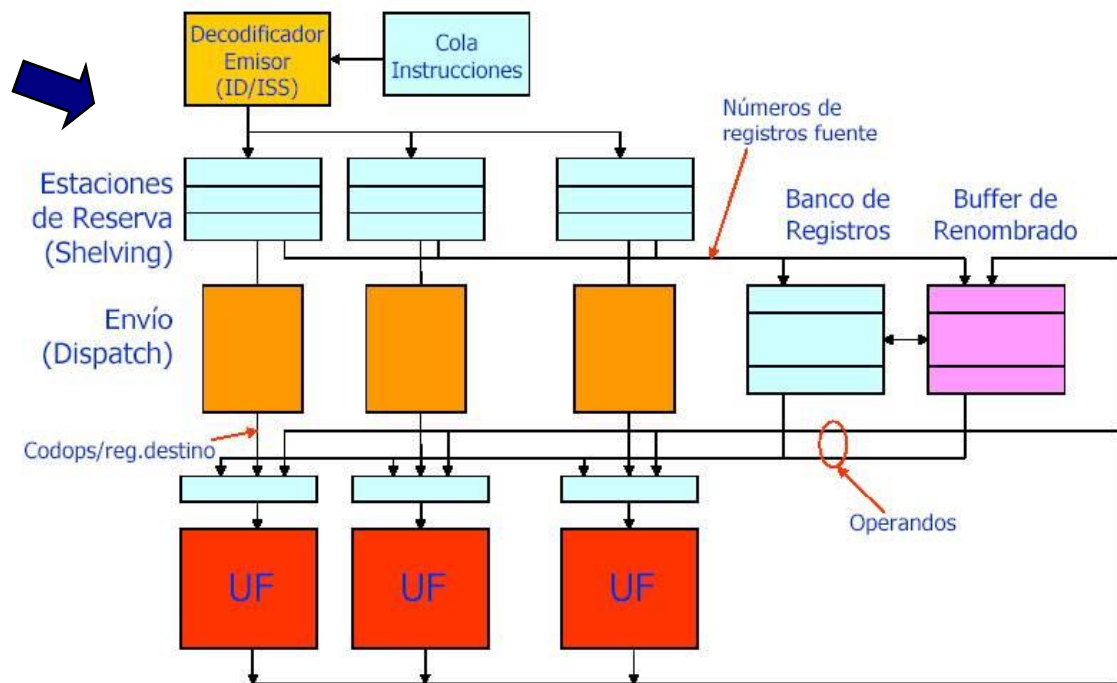 Decodificador
Emisor
(ID/ISS)
Cola
Instrucciones
Números de
registros fuente
Estaciones
de Reserva
(Shelving)
Banco de
Registros
Buffer de
Renombrado
Envío
(Dispatch)
Codops/reg.destino
Operandos
UF
UF
UF